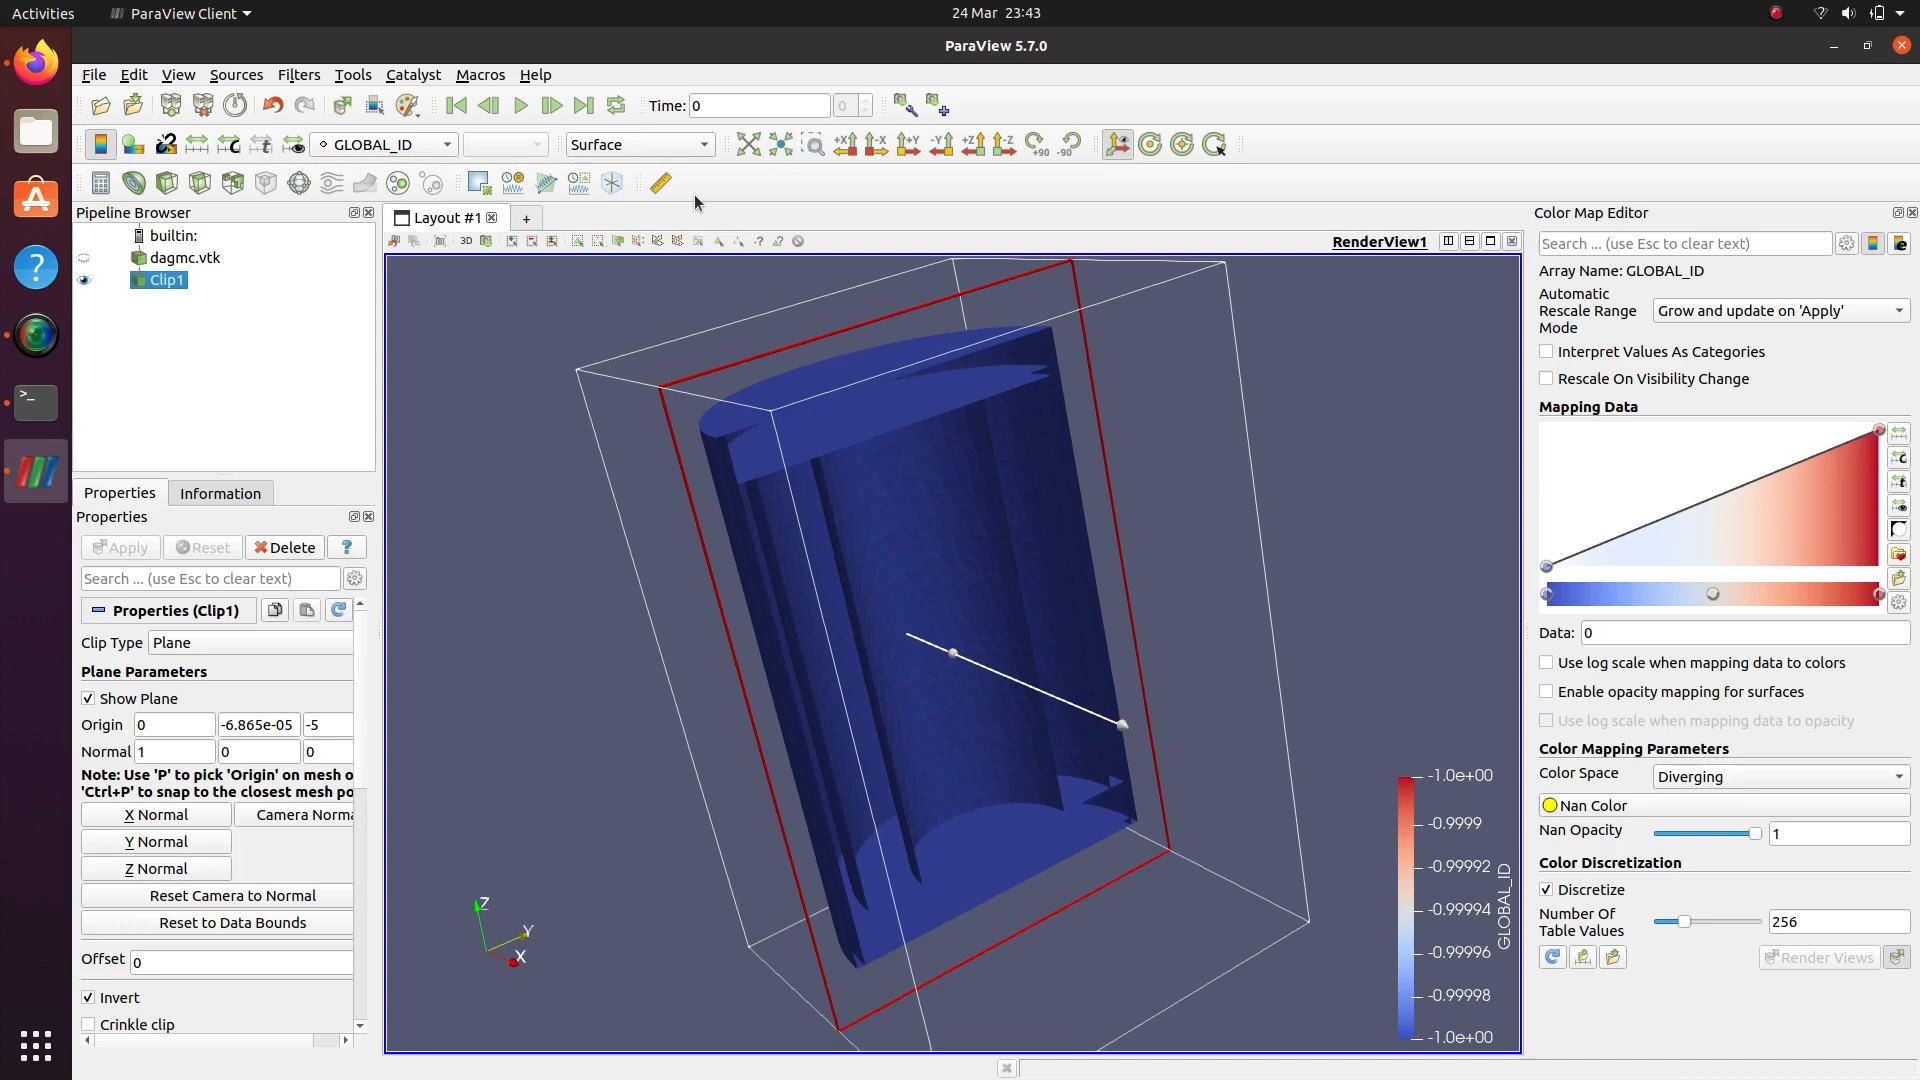 Activities
ParaView Client
24 Mar 23:43
ParaView 5.7.0
File Edit View Sources Filters Tools Catalyst Macros Help
Time: 0
0
+90 -90
GLOBAL_ID
Surface
+X -X +Y -Y +Z -Z
Pipeline Browser
builtin:
dagmc.vtk
Clip1
Layout #1
+
3D
RenderView1
Properties Information
Properties
Apply Reset Delete ?
Search ... (use Esc to clear text)
Properties (Clip1)
Clip Type Plane
Plane Parameters
Show Plane
Origin 0 -6.865e-05 -5
Normal 1 0 0
Note: Use 'P' to pick 'Origin' on mesh o
'Ctrl+P' to snap to the closest mesh po
X Normal Camera Norma
Y Normal
Z Normal
Reset Camera to Normal
Reset to Data Bounds
Offset 0
Invert
Crinkle clip
Z
Y
X
-1.0e+00
-0.9999
-0.99992
-0.99994
-0.99996
-0.99998
-1.0e+00
GLOBAL_ID
Color Map Editor
Search ... (use Esc to clear text)
Array Name: GLOBAL_ID
Automatic
Rescale Range
Mode
Grow and update on 'Apply'
Interpret Values As Categories
Rescale On Visibility Change
Mapping Data
Data: 0
Use log scale when mapping data to colors
Enable opacity mapping for surfaces
Use log scale when mapping data to opacity
Color Mapping Parameters
Color Space Diverging
Nan Color
Nan Opacity 1
Color Discretization
Discretize
Number Of
Table Values
256
Render Views